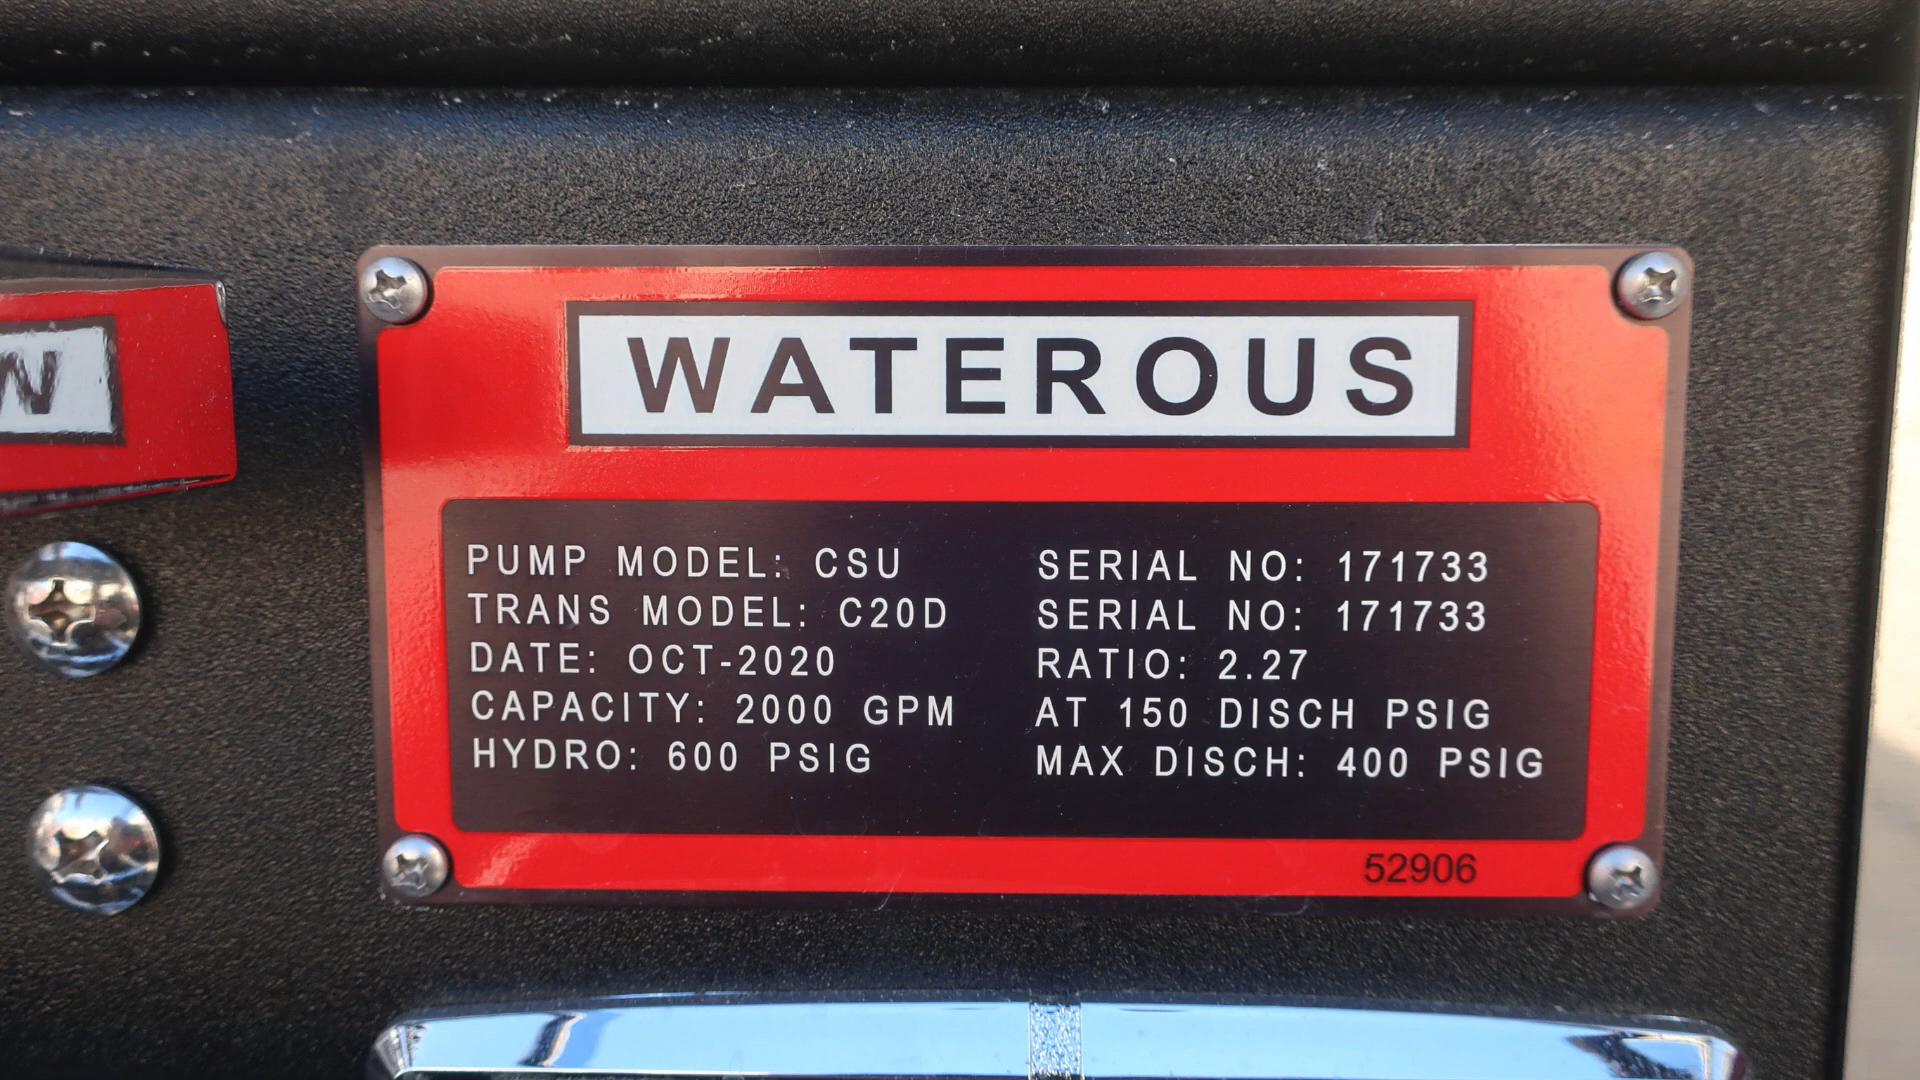 WATEROUS
PUMP MODEL: CSU SERIAL NO: 171733
TRANS MODEL: C20D SERIAL NO: 171733
DATE: OCT-2020 RATIO: 2.27
CAPACITY: 2000 GPM AT 150 DISCH PSIG
HYDRO: 600 PSIG MAX DISCH: 400 PSIG
52906